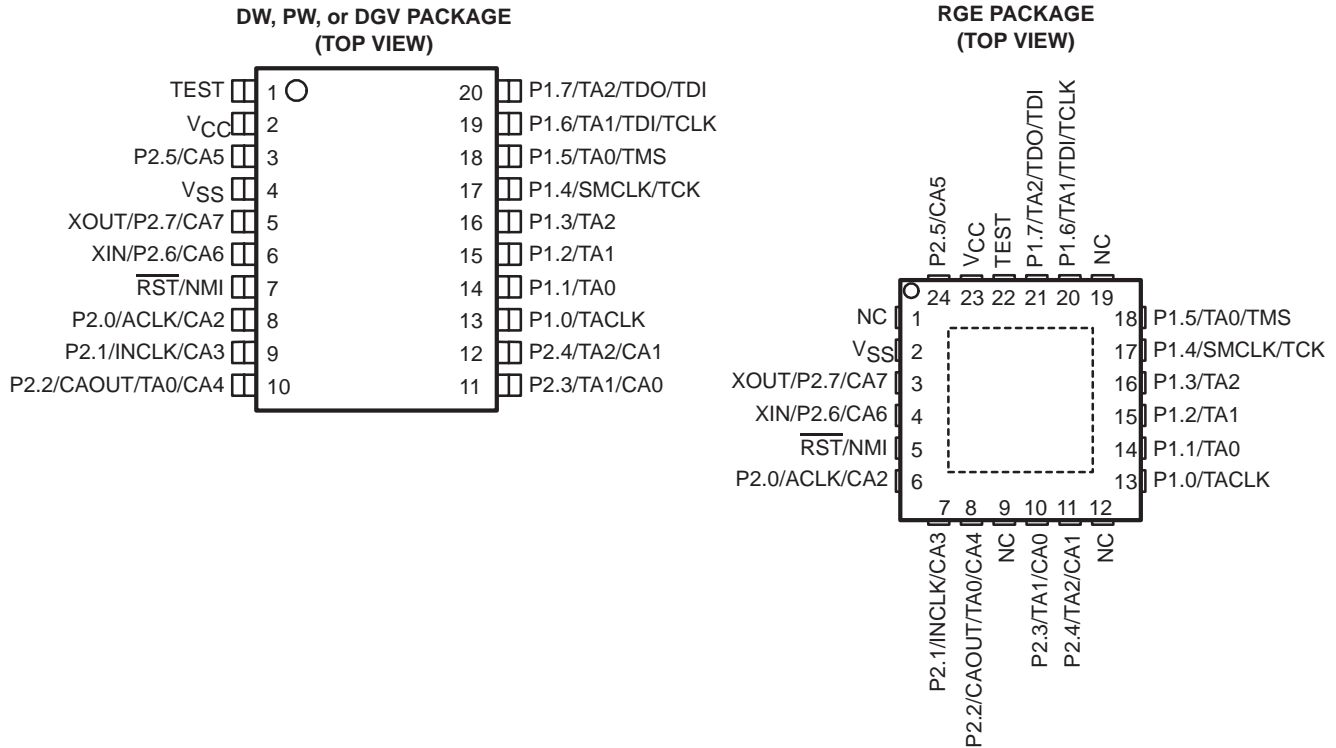 DW, PW, or DGV PACKAGE
(TOP VIEW)
TEST 1
VCC 2
P2.5/CA5 3
VSS 4
XOUT/P2.7/CA7 5
XIN/P2.6/CA6 6
RST/NMI 7
P2.0/ACLK/CA2 8
P2.1/INCLK/CA3 9
P2.2/CAOUT/TA0/CA4 10
20 P1.7/TA2/TDO/TDI
19 P1.6/TA1/TDI/TCLK
18 P1.5/TA0/TMS
17 P1.4/SMCLK/TCK
16 P1.3/TA2
15 P1.2/TA1
14 P1.1/TA0
13 P1.0/TACLK
12 P2.4/TA2/CA1
11 P2.3/TA1/CA0
RGE PACKAGE
(TOP VIEW)
P2.5/CA5
VCC
TEST
P1.7/TA2/TDO/TDI
P1.6/TA1/TDI/TCLK
NC
24 23 22 21 20 19
NC 1
VSS 2
XOUT/P2.7/CA7 3
XIN/P2.6/CA6 4
RST/NMI 5
P2.0/ACLK/CA2 6
18 P1.5/TA0/TMS
17 P1.4/SMCLK/TCK
16 P1.3/TA2
15 P1.2/TA1
14 P1.1/TA0
13 P1.0/TACLK
7 8 9 10 11 12
P2.1/INCLK/CA3
P2.2/CAOUT/TA0/CA4
NC
P2.3/TA1/CA0
P2.4/TA2/CA1
NC